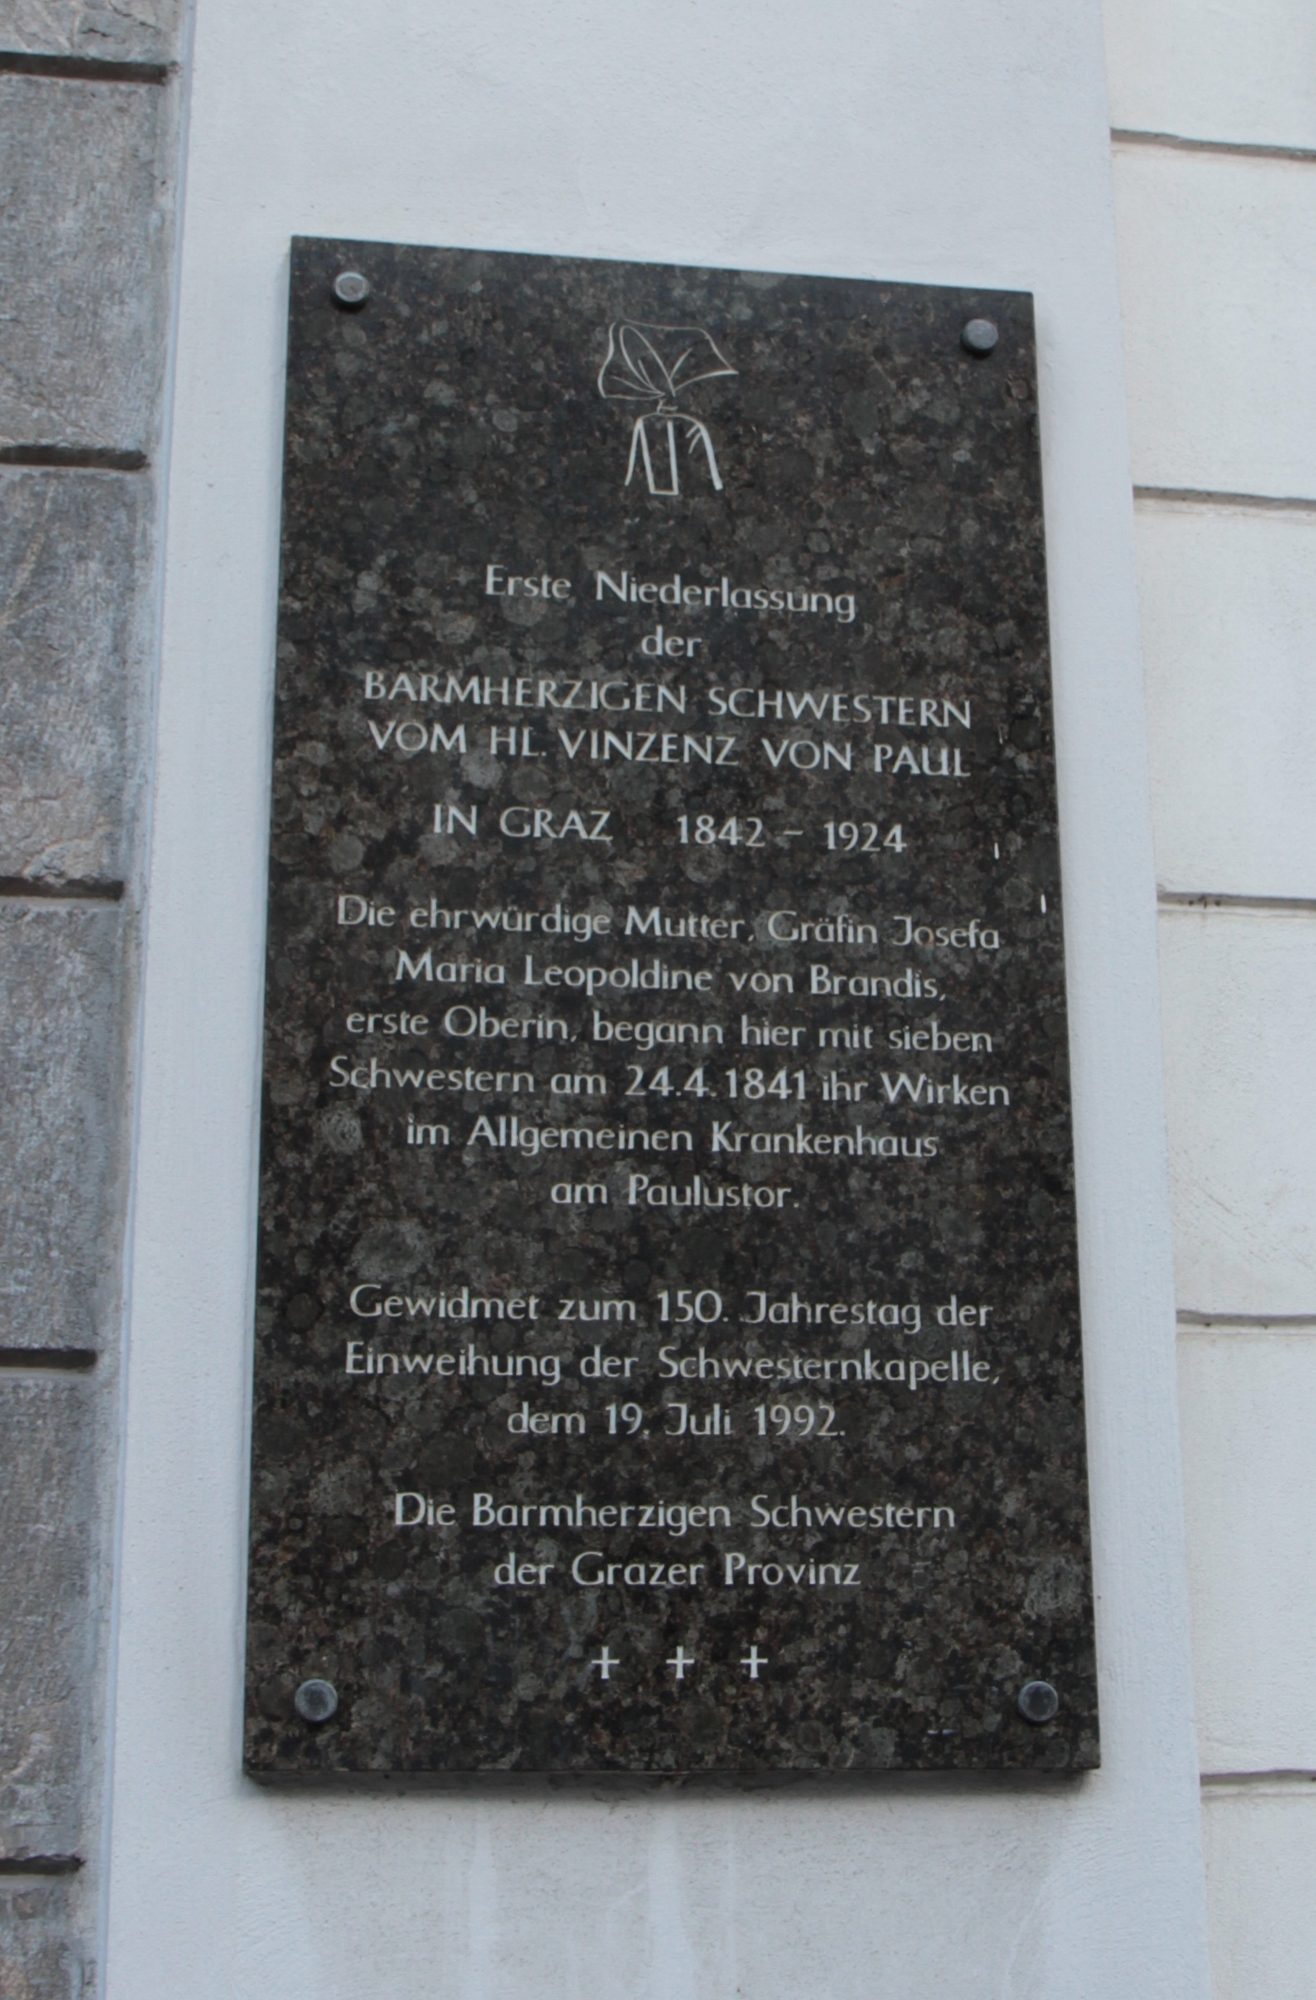 Erste Niederlassung
der
BARMHERZIGEN SCHWESTERN
VOM HL. VINZENZ VON PAUL
IN GRAZ 1842 – 1924
Die ehrwürdige Mutter, Gräfin Josefa
Maria Leopoldine von Brandis,
erste Oberin, begann hier mit sieben
Schwestern am 24.4.1841 ihr Wirken
im Allgemeinen Krankenhaus
am Paulustor.
Gewidmet zum 150. Jahrestag der
Einweihung der Schwesternkapelle,
dem 19. Juli 1992.
Die Barmherzigen Schwestern
der Grazer Provinz